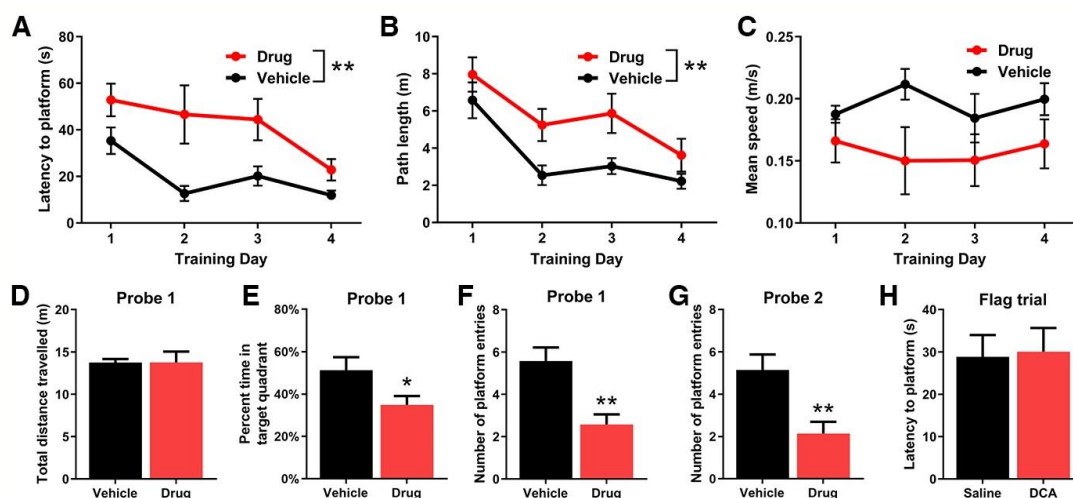 A
Latency to platform (s)
80
60
40
20
0
Drug
Vehicle
**
1 2 3 4
Training Day
B
Path length (m)
10
8
6
4
2
0
Drug
Vehicle
**
1 2 3 4
Training Day
C
Mean speed (m/s)
0.25
0.20
0.15
0.10
Drug
Vehicle
1 2 3 4
Training Day
D
Probe 1
Total distance travelled (m)
20
15
10
5
0
Vehicle Drug
E
Probe 1
Percent time in
target quadrant
80%
60%
40%
20%
0%
*
Vehicle Drug
F
Probe 1
Number of platform entries
8
6
4
2
0
**
Vehicle Drug
G
Probe 2
Number of platform entries
8
6
4
2
0
**
Vehicle Drug
H
Flag trial
Latency to platform (s)
40
30
20
10
0
Saline DCA